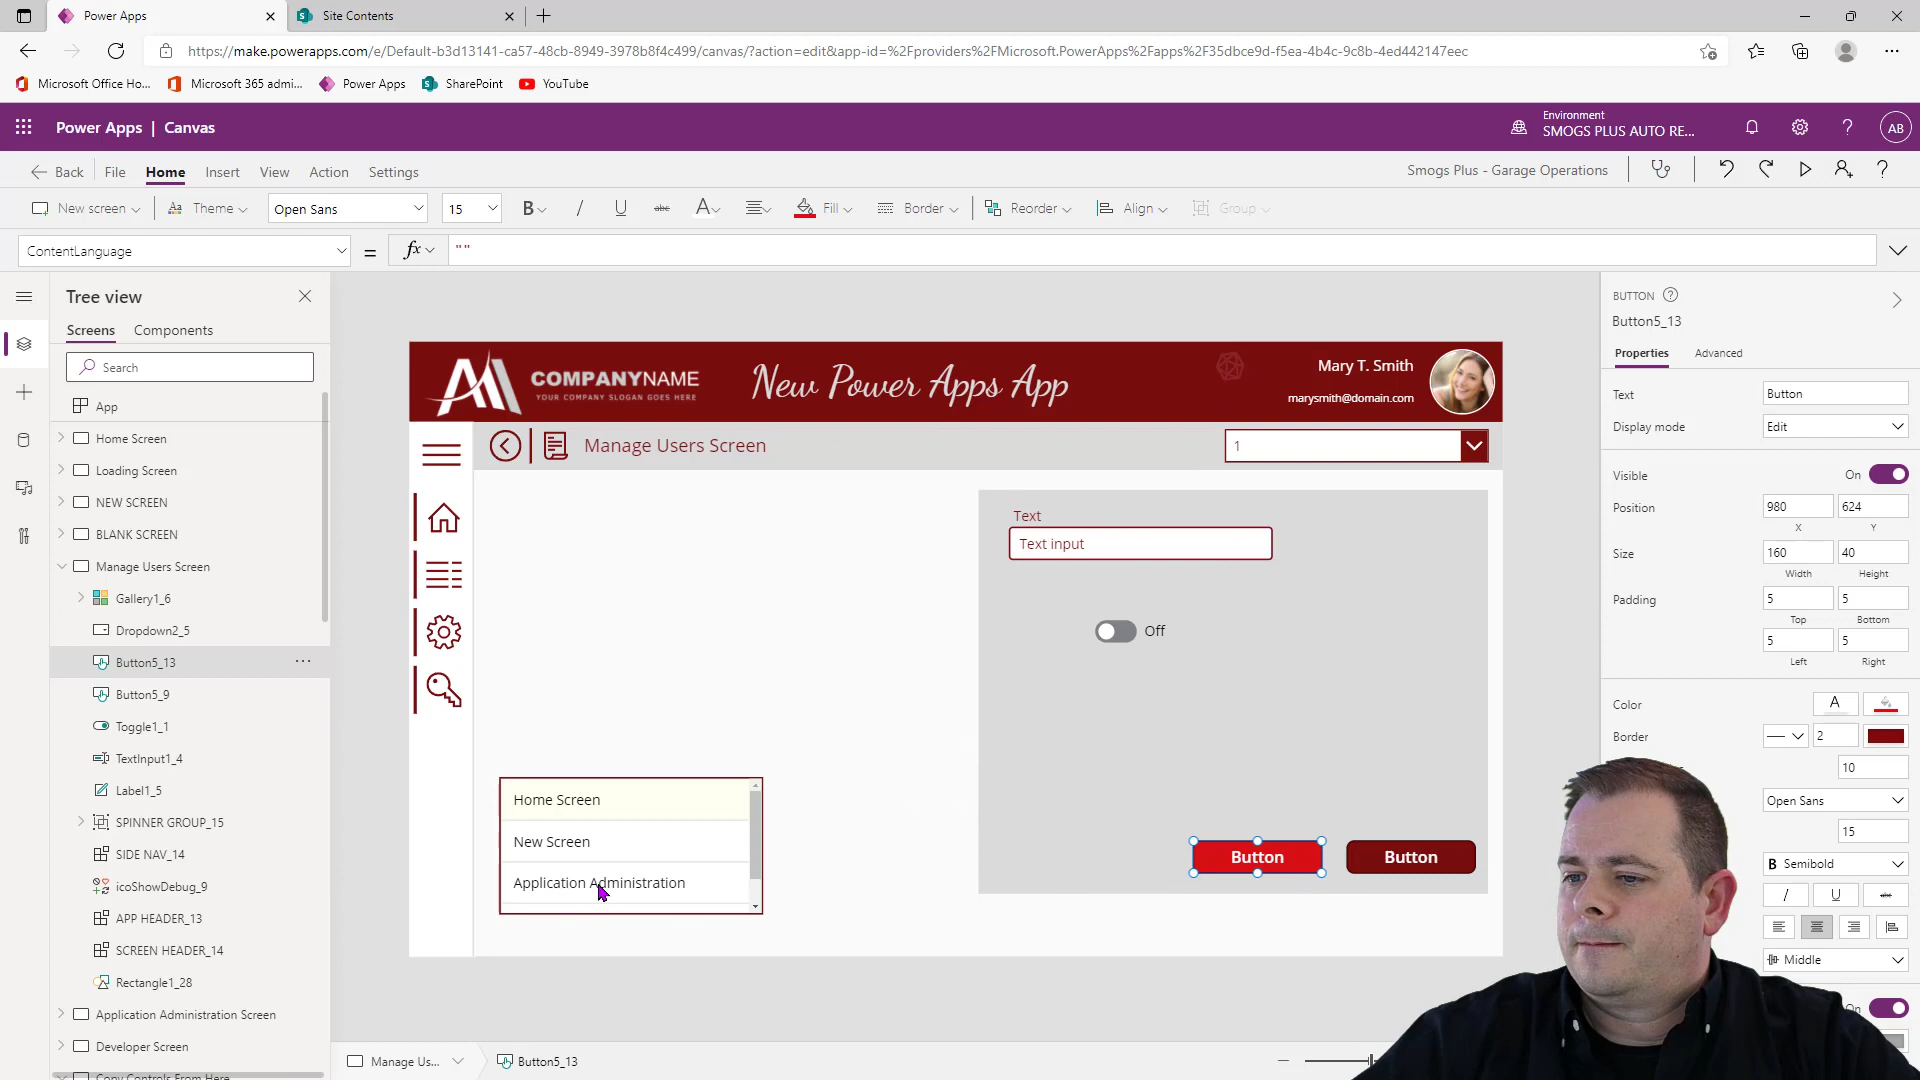 Power Apps
Site Contents
https://make.powerapps.com/e/Default-b3d13141-ca57-48cb-8949-3978b8f4c499/canvas/?action=edit&app-id=%2Fproviders%2FMicrosoft.PowerApps%2Fapps%2F35dbce9d-f5ea-4b4c-9c8b-4ed442147eec
Microsoft Office Ho...
Microsoft 365 admi...
Power Apps
SharePoint
YouTube
Power Apps | Canvas
Environment
SMOGS PLUS AUTO RE...
AB
Back
File
Home
Insert
View
Action
Settings
Smogs Plus - Garage Operations
New screen
Theme
Open Sans
15
B
Fill
Border
Reorder
Align
Group
ContentLanguage
=
fx
""
Tree view
Screens
Components
Search
App
Home Screen
Loading Screen
NEW SCREEN
BLANK SCREEN
Manage Users Screen
Gallery1_6
Dropdown2_5
Button5_13
Button5_9
Toggle1_1
TextInput1_4
Label1_5
SPINNER GROUP_15
SIDE NAV_14
icoShowDebug_9
APP HEADER_13
SCREEN HEADER_14
Rectangle1_28
Application Administration Screen
Developer Screen
Copy Controls From Here
COMPANYNAME
YOUR COMPANY SLOGAN GOES HERE
New Power Apps App
Mary T. Smith
marysmith@domain.com
Manage Users Screen
1
Text
Text input
Off
Home Screen
New Screen
Application Administration
Button
Button
Manage Us...
Button5_13
BUTTON
Button5_13
Properties
Advanced
Text
Button
Display mode
Edit
Visible
On
Position
980
624
X
Y
Size
160
40
Width
Height
Padding
5
5
Top
Bottom
5
5
Left
Right
Color
A
Border
2
10
Open Sans
15
B Semibold
Middle
On